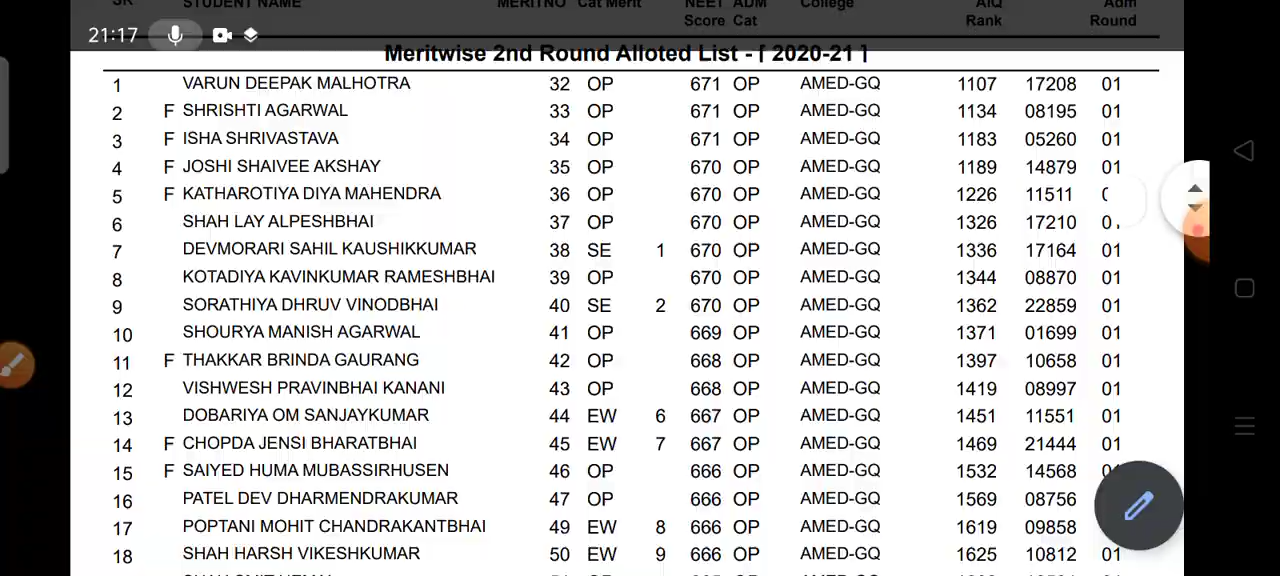 SR STUDENT NAME MERITNO Cat Merit NEET Score ADM Cat College AIQ Rank Adm Round
21:17
Meritwise 2nd Round Alloted List - [ 2020-21 ]
1 VARUN DEEPAK MALHOTRA 32 OP 671 OP AMED-GQ 1107 17208 01
2 F SHRISHTI AGARWAL 33 OP 671 OP AMED-GQ 1134 08195 01
3 F ISHA SHRIVASTAVA 34 OP 671 OP AMED-GQ 1183 05260 01
4 F JOSHI SHAIVEE AKSHAY 35 OP 670 OP AMED-GQ 1189 14879 01
5 F KATHAROTIYA DIYA MAHENDRA 36 OP 670 OP AMED-GQ 1226 11511
6 SHAH LAY ALPESHBHAI 37 OP 670 OP AMED-GQ 1326 17210
7 DEVMORARI SAHIL KAUSHIKKUMAR 38 SE 1 670 OP AMED-GQ 1336 17164 01
8 KOTADIYA KAVINKUMAR RAMESHBHAI 39 OP 670 OP AMED-GQ 1344 08870 01
9 SORATHIYA DHRUV VINODBHAI 40 SE 2 670 OP AMED-GQ 1362 22859 01
10 SHOURYA MANISH AGARWAL 41 OP 669 OP AMED-GQ 1371 01699 01
11 F THAKKAR BRINDA GAURANG 42 OP 668 OP AMED-GQ 1397 10658 01
12 VISHWESH PRAVINBHAI KANANI 43 OP 668 OP AMED-GQ 1419 08997 01
13 DOBARIYA OM SANJAYKUMAR 44 EW 6 667 OP AMED-GQ 1451 11551 01
14 F CHOPDA JENSI BHARATBHAI 45 EW 7 667 OP AMED-GQ 1469 21444 01
15 F SAIYED HUMA MUBASSIRHUSEN 46 OP 666 OP AMED-GQ 1532 14568
16 PATEL DEV DHARMENDRAKUMAR 47 OP 666 OP AMED-GQ 1569 08756
17 POPTANI MOHIT CHANDRAKANTBHAI 49 EW 8 666 OP AMED-GQ 1619 09858
18 SHAH HARSH VIKESHKUMAR 50 EW 9 666 OP AMED-GQ 1625 10812 01